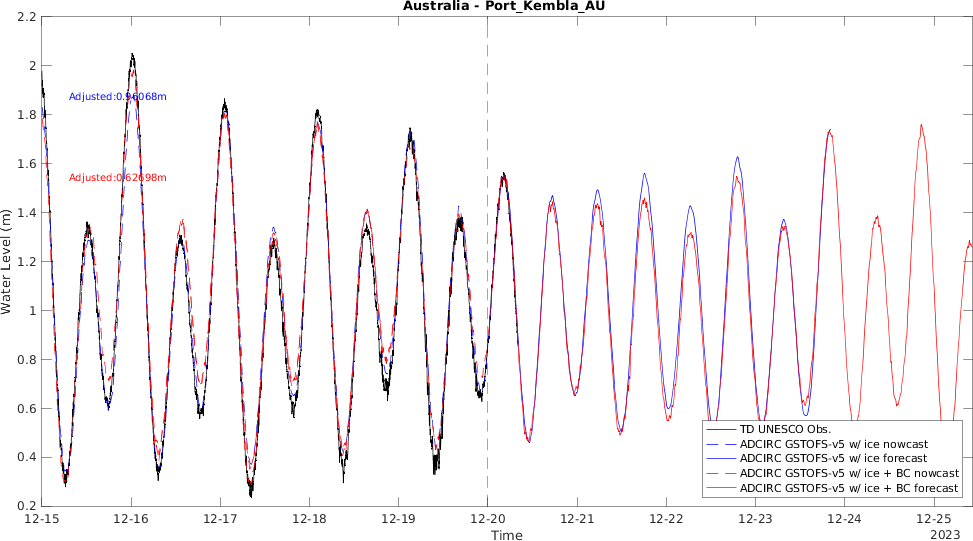 Australia - Port_Kembla_AU
2.2
2
1.8
1.6
1.4
1.2
1
0.8
0.6
0.4
0.2
Water Level (m)
Adjusted:0.96068m
Adjusted:0.62698m
TD UNESCO Obs.
ADCIRC GSTOFS-v5 w/ ice nowcast
ADCIRC GSTOFS-v5 w/ ice forecast
ADCIRC GSTOFS-v5 w/ ice + BC nowcast
ADCIRC GSTOFS-v5 w/ ice + BC forecast
12-15 12-16 12-17 12-18 12-19 12-20 12-21 12-22 12-23 12-24 12-25
Time
2023